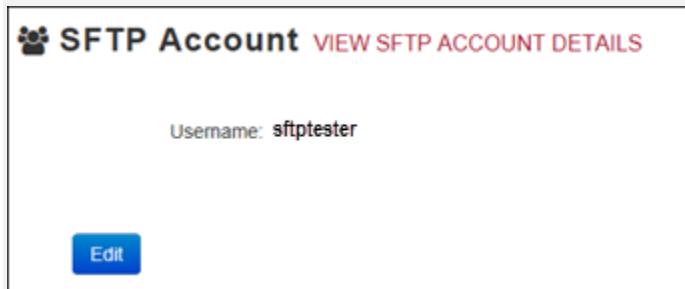 SFTP Account VIEW SFTP ACCOUNT DETAILS
Username: sftptester
Edit